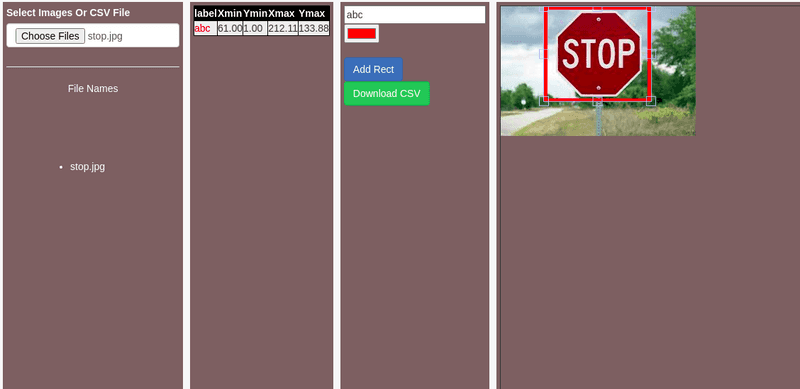 Select Images Or CSV File
Choose Files stop.jpg
File Names
• stop.jpg
label Xmin Ymin Xmax Ymax
abc 61.00 1.00 212.11 133.88
abc
Add Rect
Download CSV
STOP